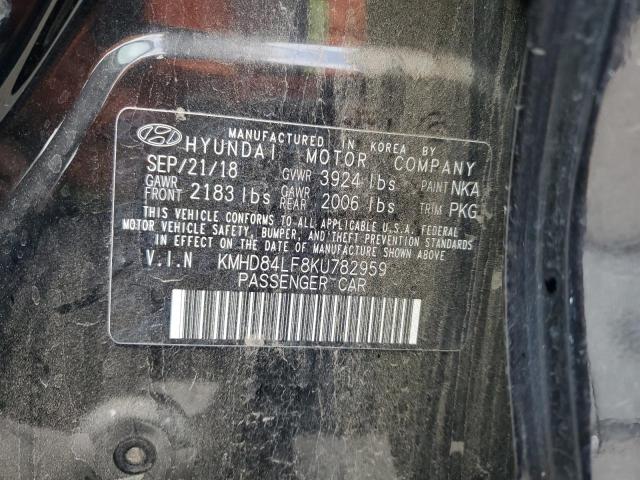 MANUFACTURED IN KOREA BY
HYUNDAI MOTOR COMPANY
SEP/21/18 GVWR 3924 lbs PAINT NKA
GAWR FRONT 2183 lbs GAWR REAR 2006 lbs TRIM PKG
THIS VEHICLE CONFORMS TO ALL APPLICABLE U.S.A. FEDERAL
MOTOR VEHICLE SAFETY, BUMPER, AND THEFT PREVENTION STANDARDS
IN EFFECT ON THE DATE OF MANUFACTURE SHOWN ABOVE
V.I.N KMHD84LF8KU782959
PASSENGER CAR